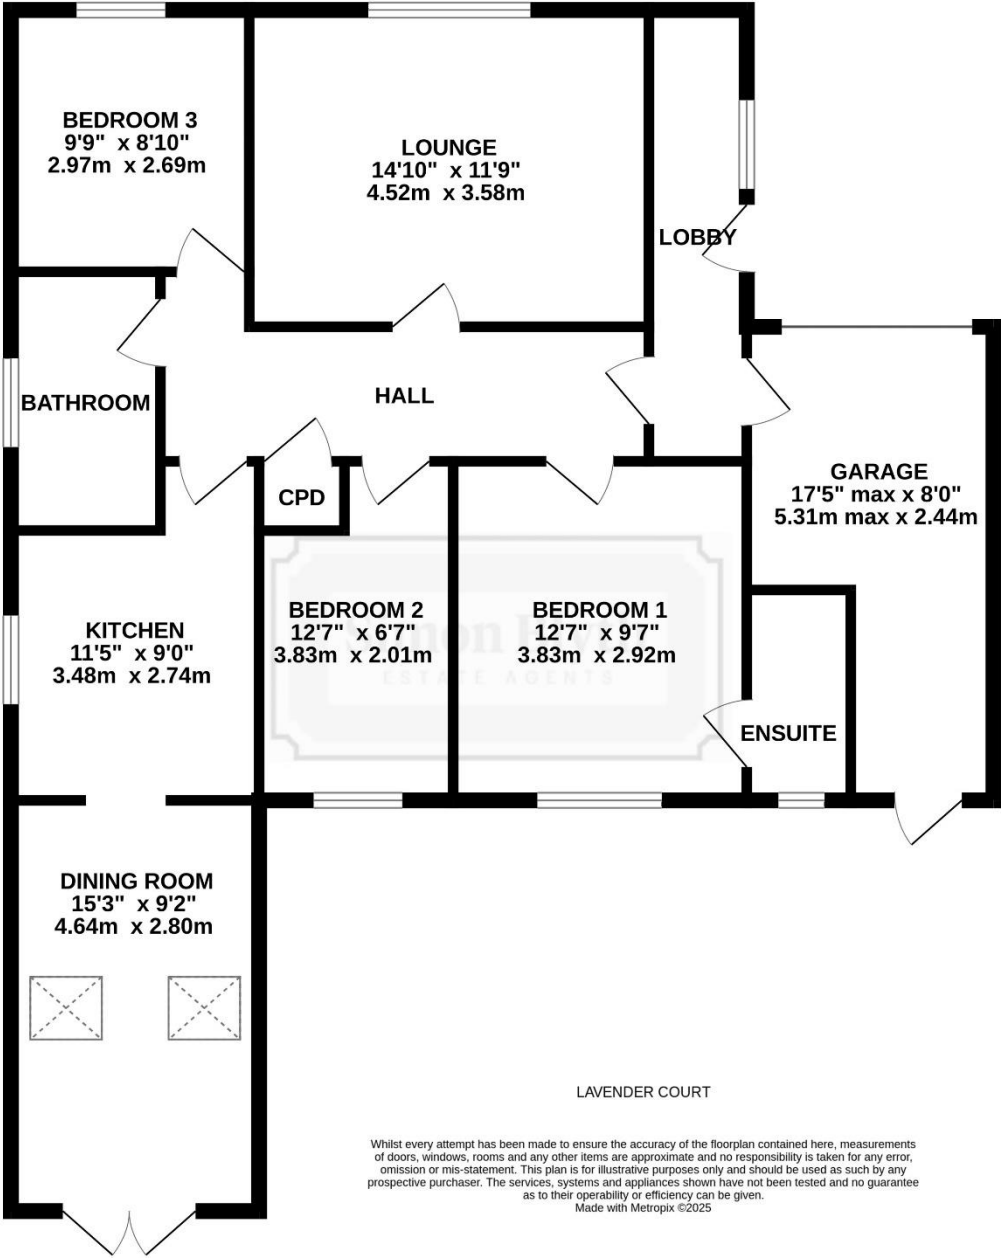 BEDROOM 3
9'9" x 8'10"
2.97m x 2.69m
LOUNGE
14'10" x 11'9"
4.52m x 3.58m
LOBBY
BATHROOM
HALL
CPD
GARAGE
17'5" max x 8'0"
5.31m max x 2.44m
KITCHEN
11'5" x 9'0"
3.48m x 2.74m
BEDROOM 2
12'7" x 6'7"
3.83m x 2.01m
BEDROOM 1
12'7" x 9'7"
3.83m x 2.92m
ESTATE AGENTS
ENSUITE
DINING ROOM
15'3" x 9'2"
4.64m x 2.80m
LAVENDER COURT
Whilst every attempt has been made to ensure the accuracy of the floorplan contained here, measurements
of doors, windows, rooms and any other items are approximate and no responsibility is taken for any error,
omission or mis-statement. This plan is for illustrative purposes only and should be used as such by any
prospective purchaser. The services, systems and appliances shown have not been tested and no guarantee
as to their operability or efficiency can be given.
Made with Metropix ©2025